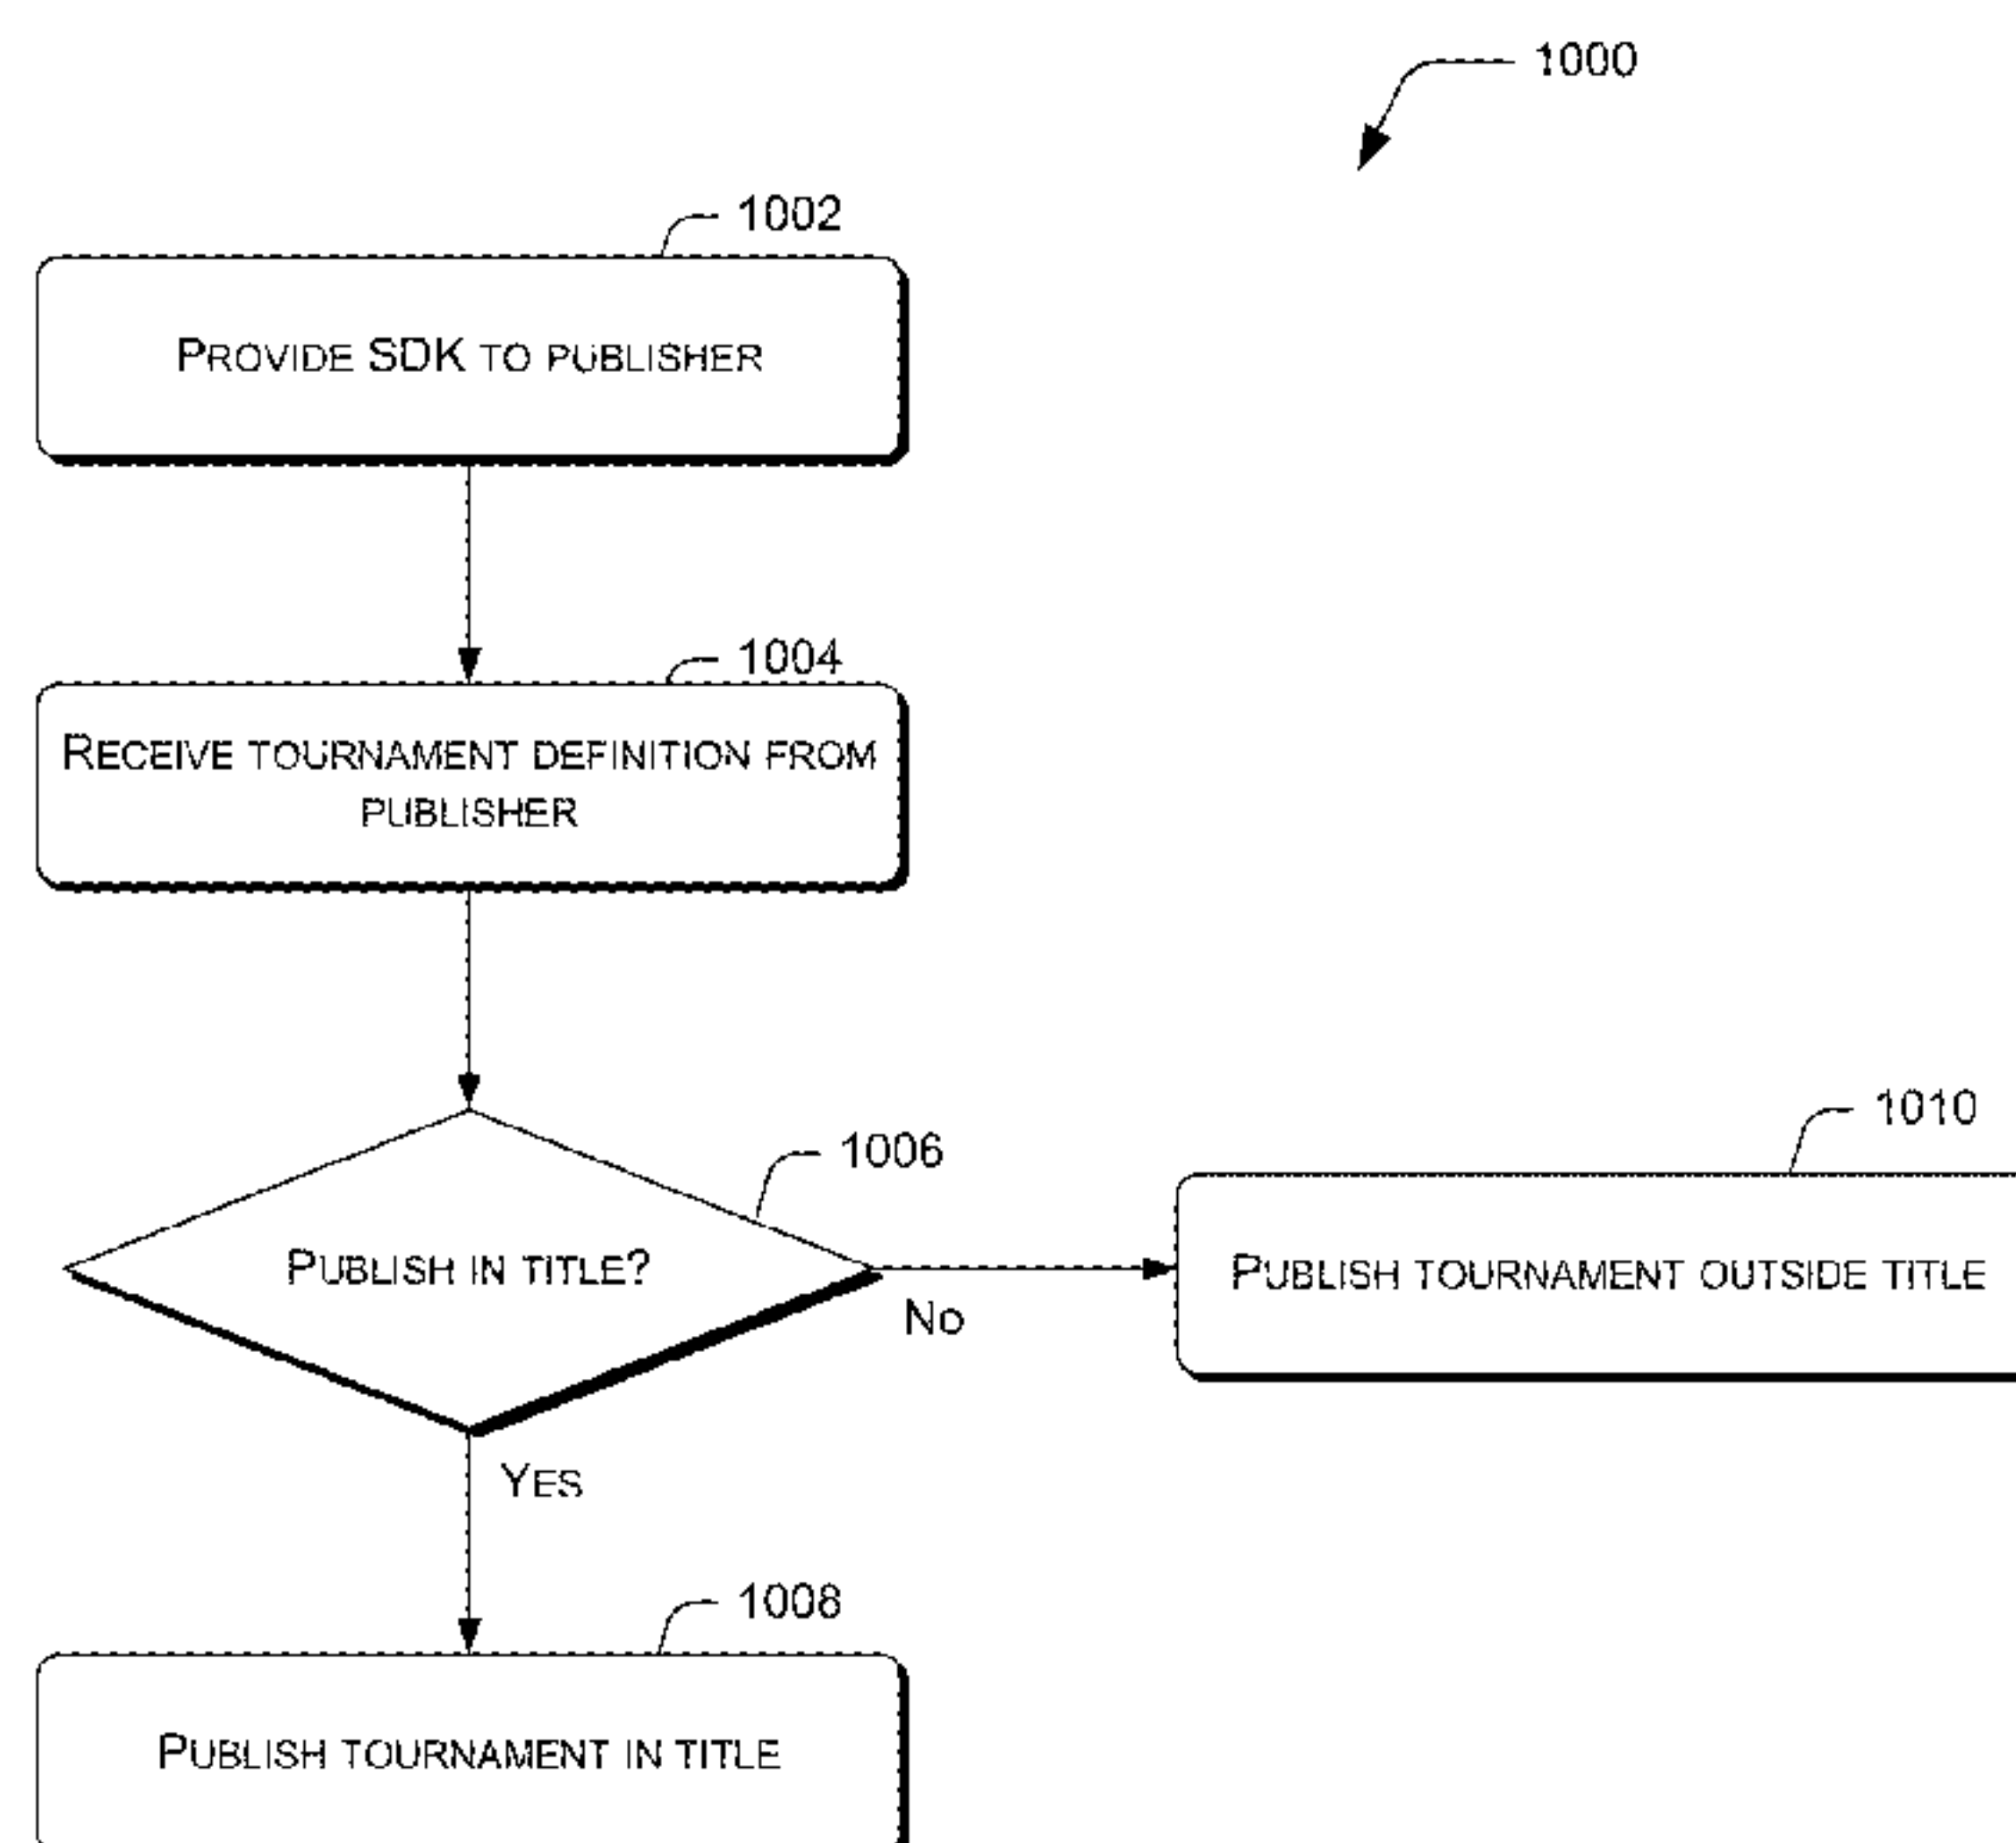 1000
1002
PROVIDE SDK TO PUBLISHER
1004
RECEIVE TOURNAMENT DEFINITION FROM
PUBLISHER
1006
PUBLISH IN TITLE?
NO
1010
PUBLISH TOURNAMENT OUTSIDE TITLE
YES
1008
PUBLISH TOURNAMENT IN TITLE